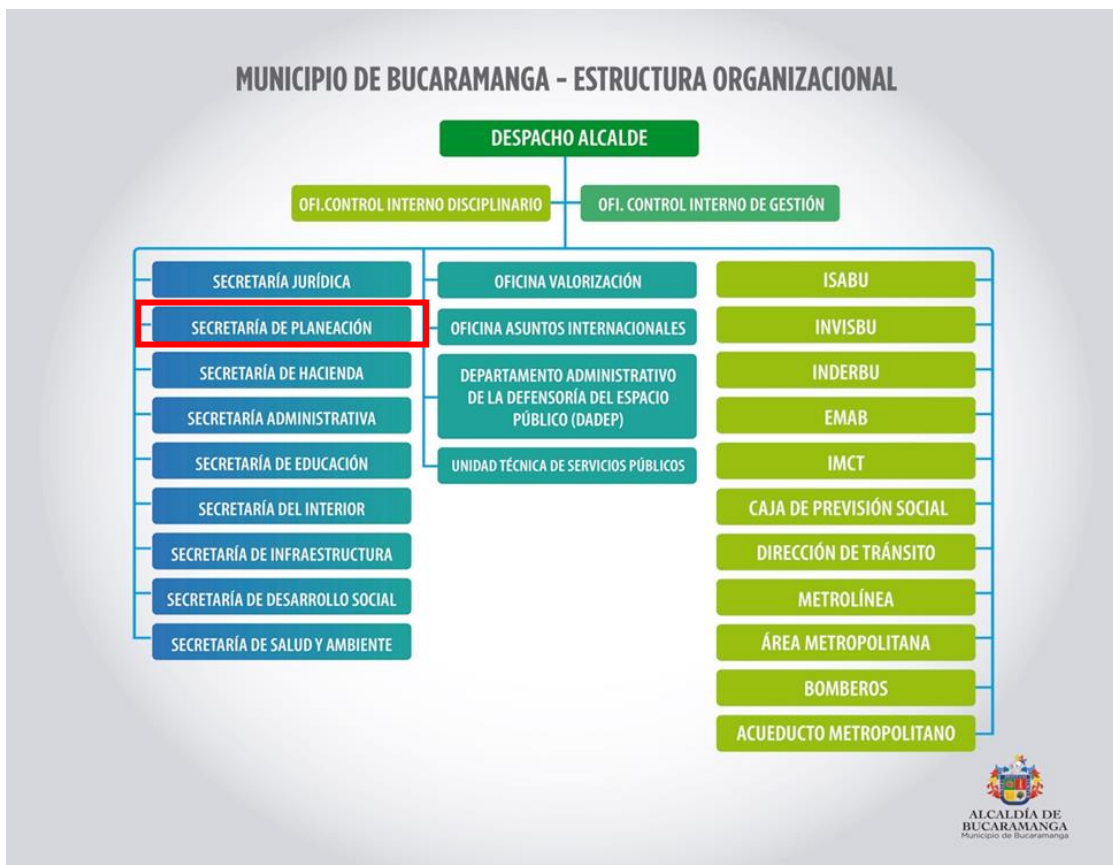 MUNICIPIO DE BUCARAMANGA - ESTRUCTURA ORGANIZACIONAL
DESPACHO ALCALDE
OFI.CONTROL INTERNO DISCIPLINARIO
OFI. CONTROL INTERNO DE GESTIÓN
SECRETARÍA JURÍDICA
SECRETARÍA DE PLANEACIÓN
SECRETARÍA DE HACIENDA
SECRETARÍA ADMINISTRATIVA
SECRETARÍA DE EDUCACIÓN
SECRETARÍA DEL INTERIOR
SECRETARÍA DE INFRAESTRUCTURA
SECRETARÍA DE DESARROLLO SOCIAL
SECRETARÍA DE SALUD Y AMBIENTE
OFICINA VALORIZACIÓN
OFICINA ASUNTOS INTERNACIONALES
DEPARTAMENTO ADMINISTRATIVO
DE LA DEFENSORÍA DEL ESPACIO
PÚBLICO (DADEP)
UNIDAD TÉCNICA DE SERVICIOS PÚBLICOS
ISABU
INVISBU
INDERBU
EMAB
IMCT
CAJA DE PREVISIÓN SOCIAL
DIRECCIÓN DE TRÁNSITO
METROLÍNEA
ÁREA METROPOLITANA
BOMBEROS
ACUEDUCTO METROPOLITANO
ALCALDÍA DE
BUCARAMANGA
Municipio de Bucaramanga